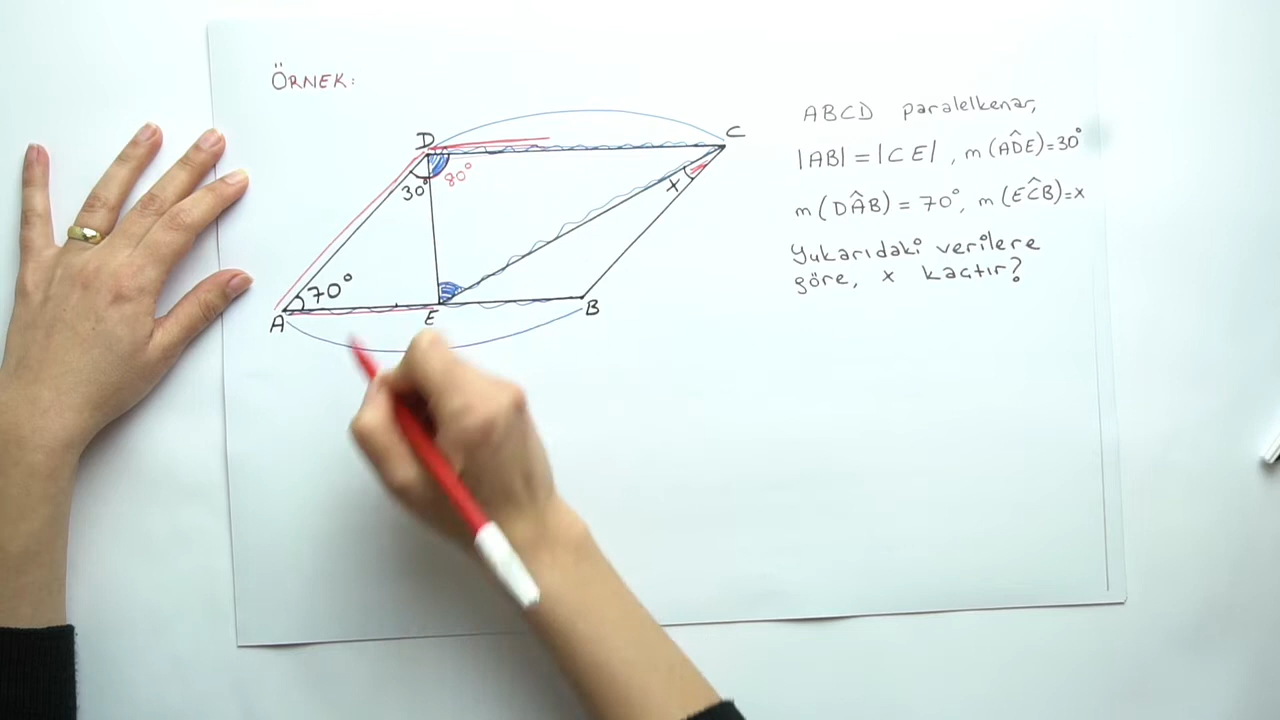 ÖRNEK:
ABCD paralelkenar,
|AB| = |CE| , m(AD̂E)=30°
m(DÂB) = 70°, m(EĈB)=x
Yukarıdaki verilere
göre, x kaçtır?
D
C
30°
80°
x
70°
A
E
B